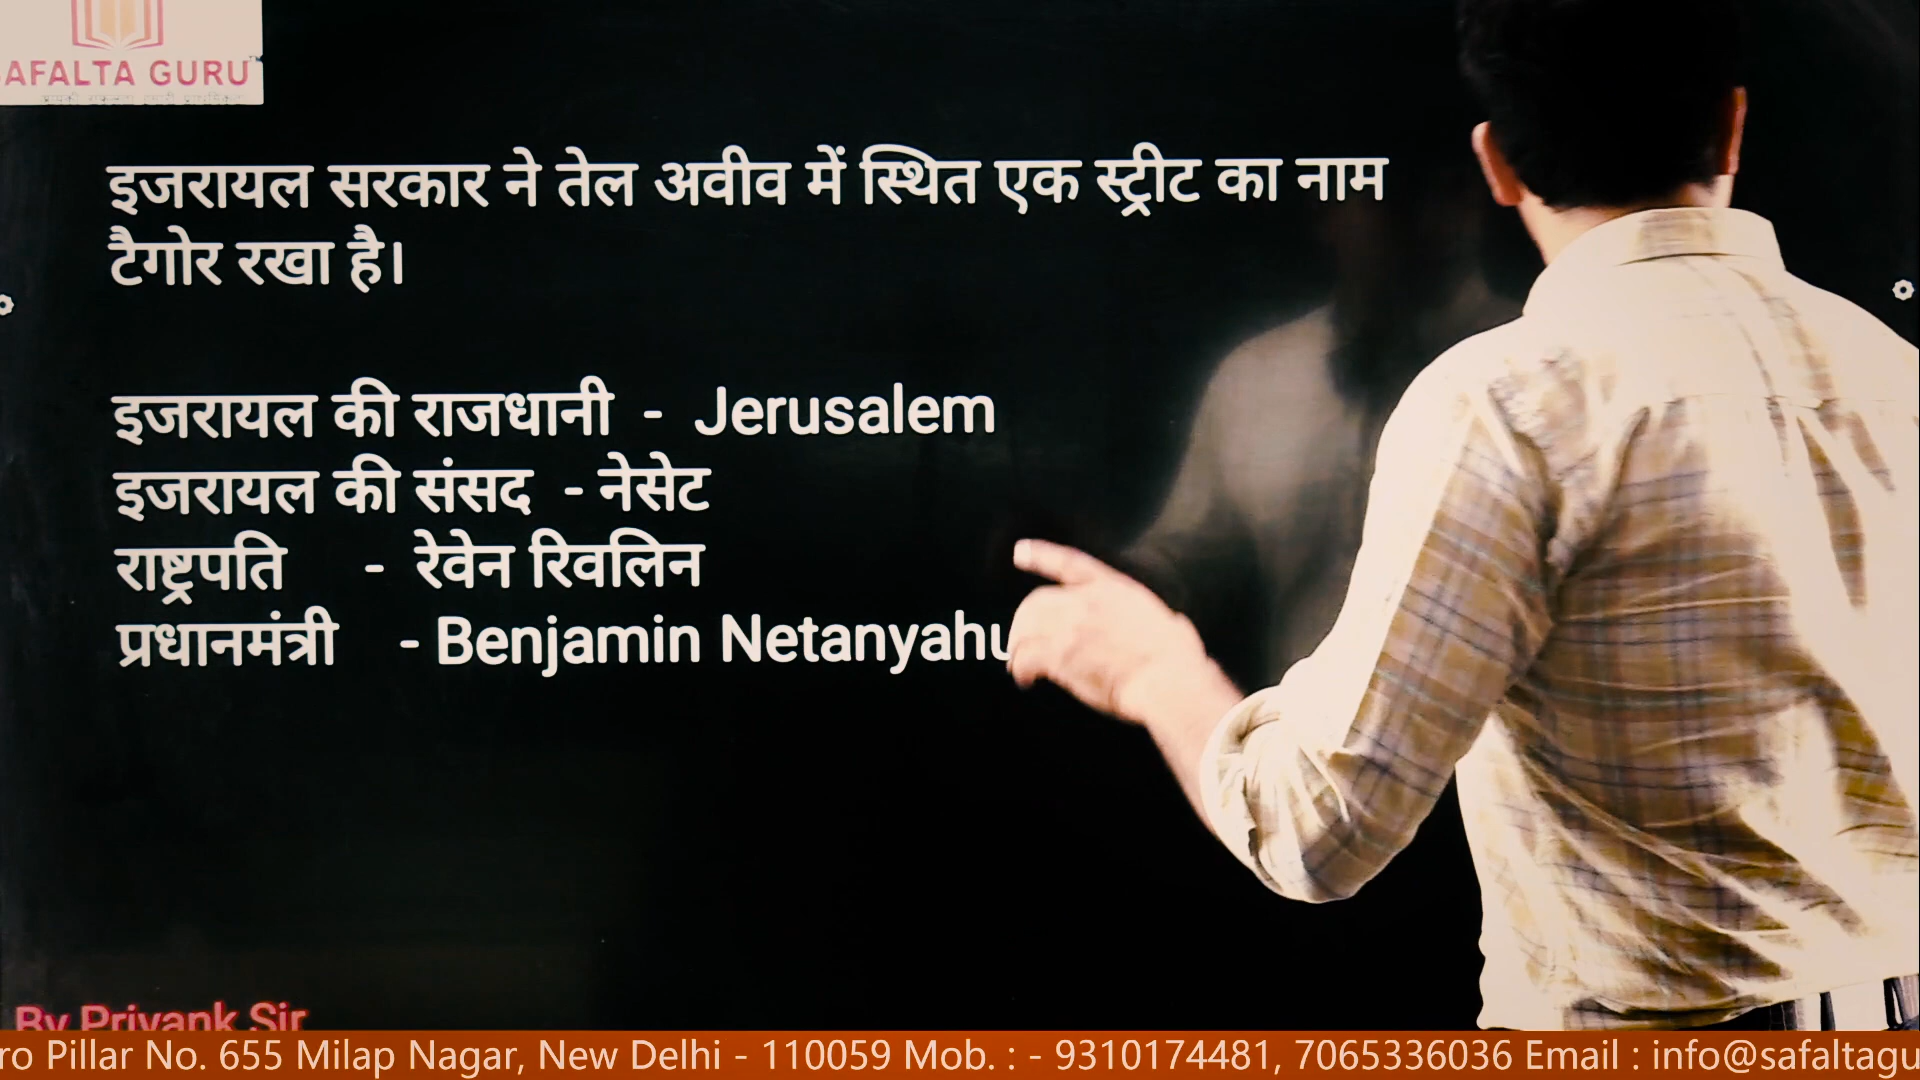 AFALTA GURU
इजरायल सरकार ने तेल अवीव में स्थित एक स्ट्रीट का नाम
टैगोर रखा है।
इजरायल की राजधानी - Jerusalem
इजरायल की संसद - नेसेट
राष्ट्रपति - रेवेन रिवलिन
प्रधानमंत्री - Benjamin Netanyahu
By Priyank Sir
ro Pillar No. 655 Milap Nagar, New Delhi - 110059 Mob. : - 9310174481, 7065336036 Email : info@safaltagu